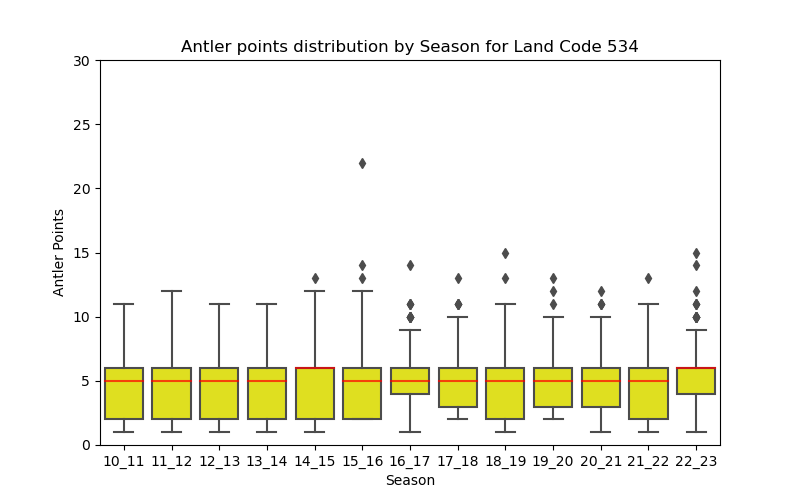 Antler points distribution by Season for Land Code 534
30
25
20
15
10
5
0
Antler Points
10_11 11_12 12_13 13_14 14_15 15_16 16_17 17_18 18_19 19_20 20_21 21_22 22_23
Season